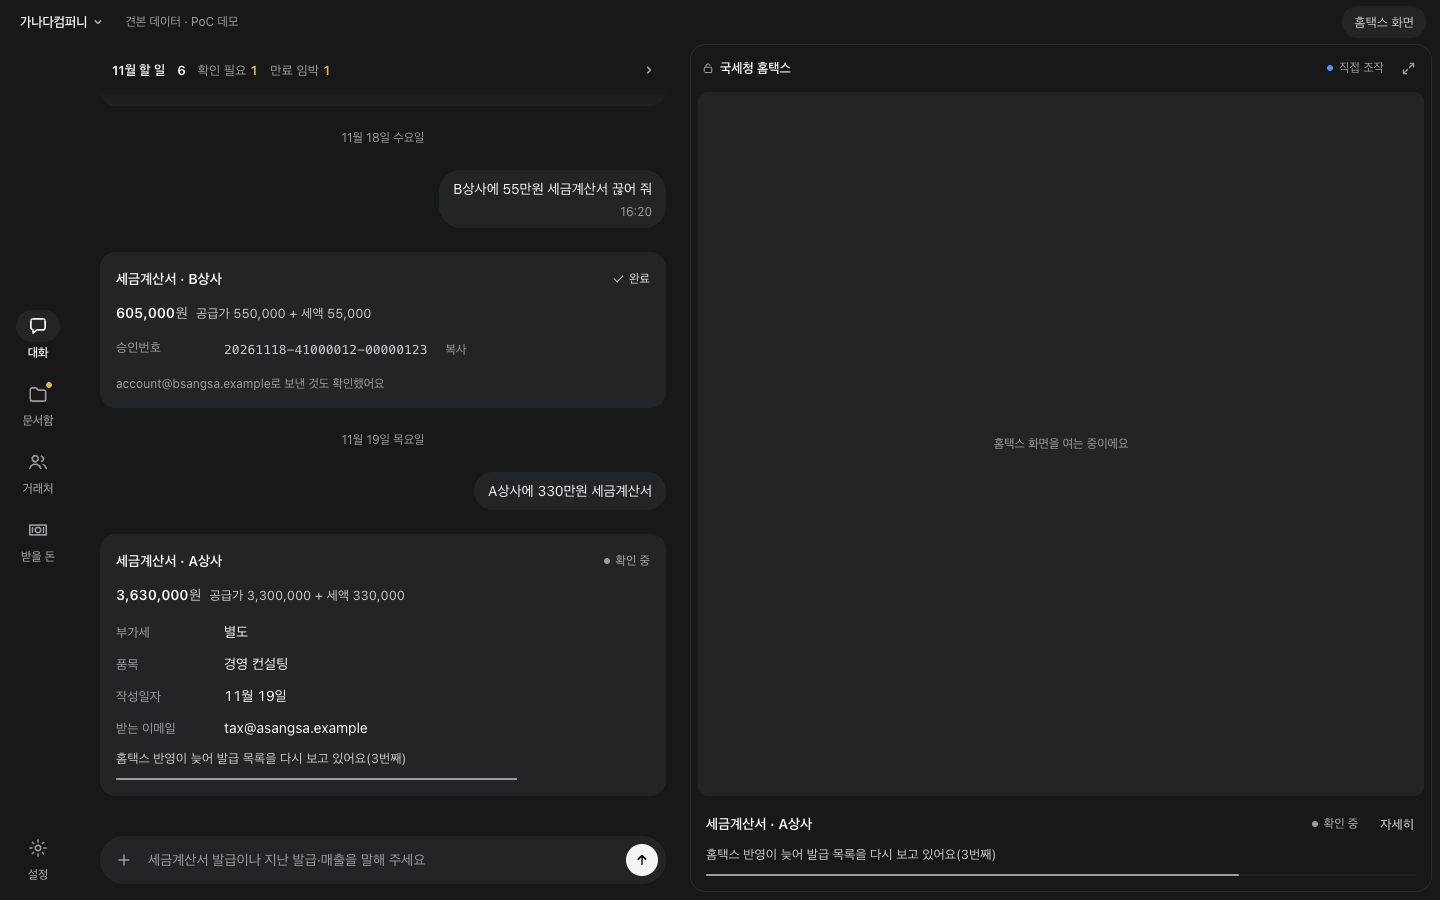 가나다컴퍼니
견본 데이터 · PoC 데모
홈택스 화면
11월 할 일 6 확인 필요 1 만료 임박 1
11월 18일 수요일
B상사에 55만원 세금계산서 끊어 줘
16:20
세금계산서 · B상사
완료
605,000원 공급가 550,000 + 세액 55,000
승인번호 20261118-41000012-00000123 복사
account@bsangsa.example로 보낸 것도 확인했어요
11월 19일 목요일
A상사에 330만원 세금계산서
세금계산서 · A상사
확인 중
3,630,000원 공급가 3,300,000 + 세액 330,000
부가세 별도
품목 경영 컨설팅
작성일자 11월 19일
받는 이메일 tax@asangsa.example
홈택스 반영이 늦어 발급 목록을 다시 보고 있어요(3번째)
세금계산서 발급이나 지난 발급·매출을 말해 주세요
대화
문서함
거래처
받을 돈
설정
국세청 홈택스
직접 조작
홈택스 화면을 여는 중이에요
세금계산서 · A상사
확인 중
자세히
홈택스 반영이 늦어 발급 목록을 다시 보고 있어요(3번째)